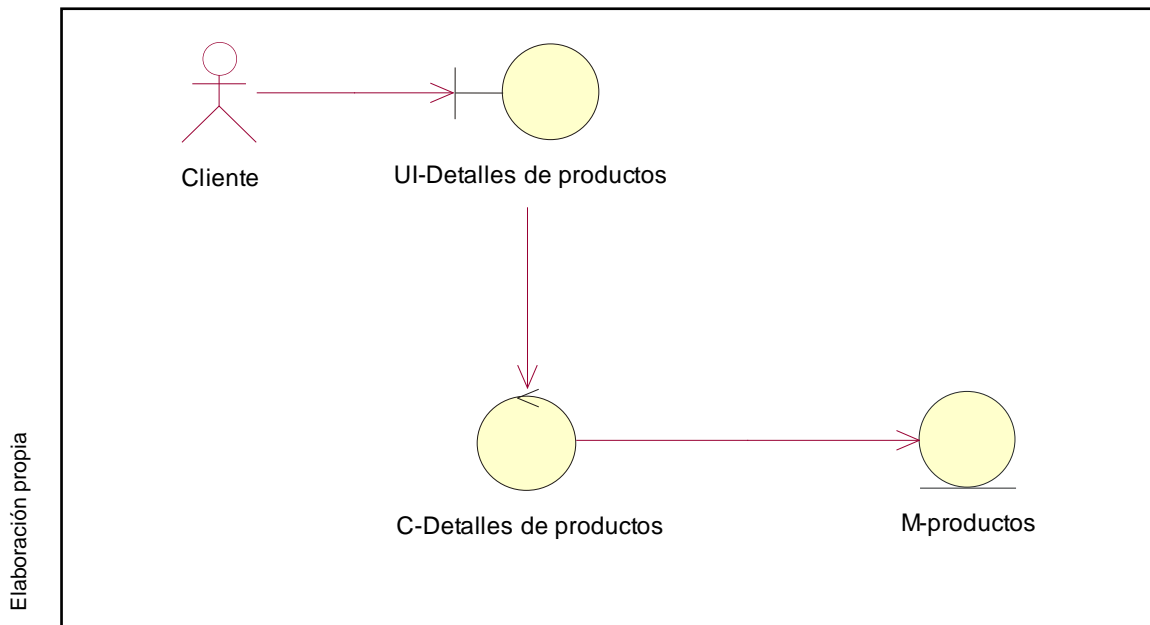 Cliente
UI-Detalles de productos
C-Detalles de productos
M-productos
Elaboración propia